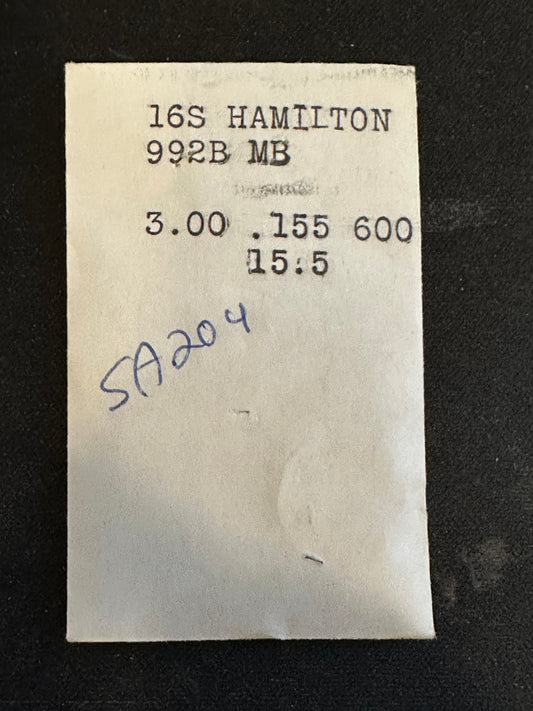 16S HAMILTON
992B MB
3.00 .155 600
15.5
SA204